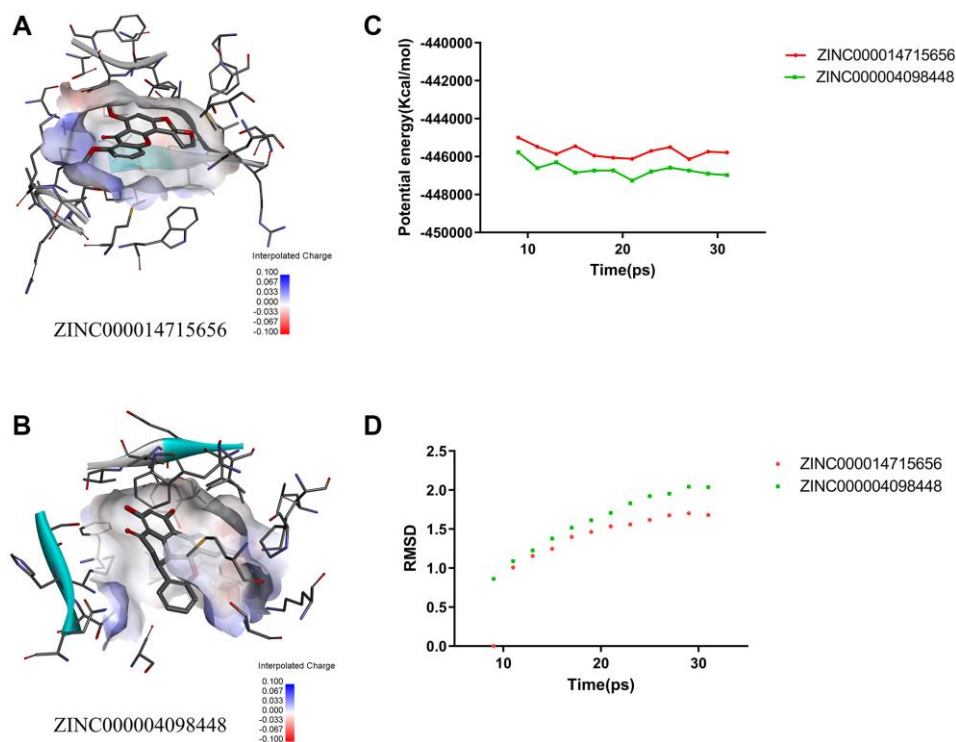 A
Interpolated Charge
0.100
0.067
0.033
0.000
-0.033
-0.067
-0.100
ZINC000014715656
B
Interpolated Charge
0.100
0.067
0.033
0.000
-0.033
-0.067
-0.100
ZINC000004098448
C
Potential energy(Kcal/mol)
-440000
-442000
-444000
-446000
-448000
-450000
10
20
30
Time(ps)
ZINC000014715656
ZINC000004098448
D
RMSD
2.5
2.0
1.5
1.0
0.5
0.0
10
20
30
Time(ps)
ZINC000014715656
ZINC000004098448